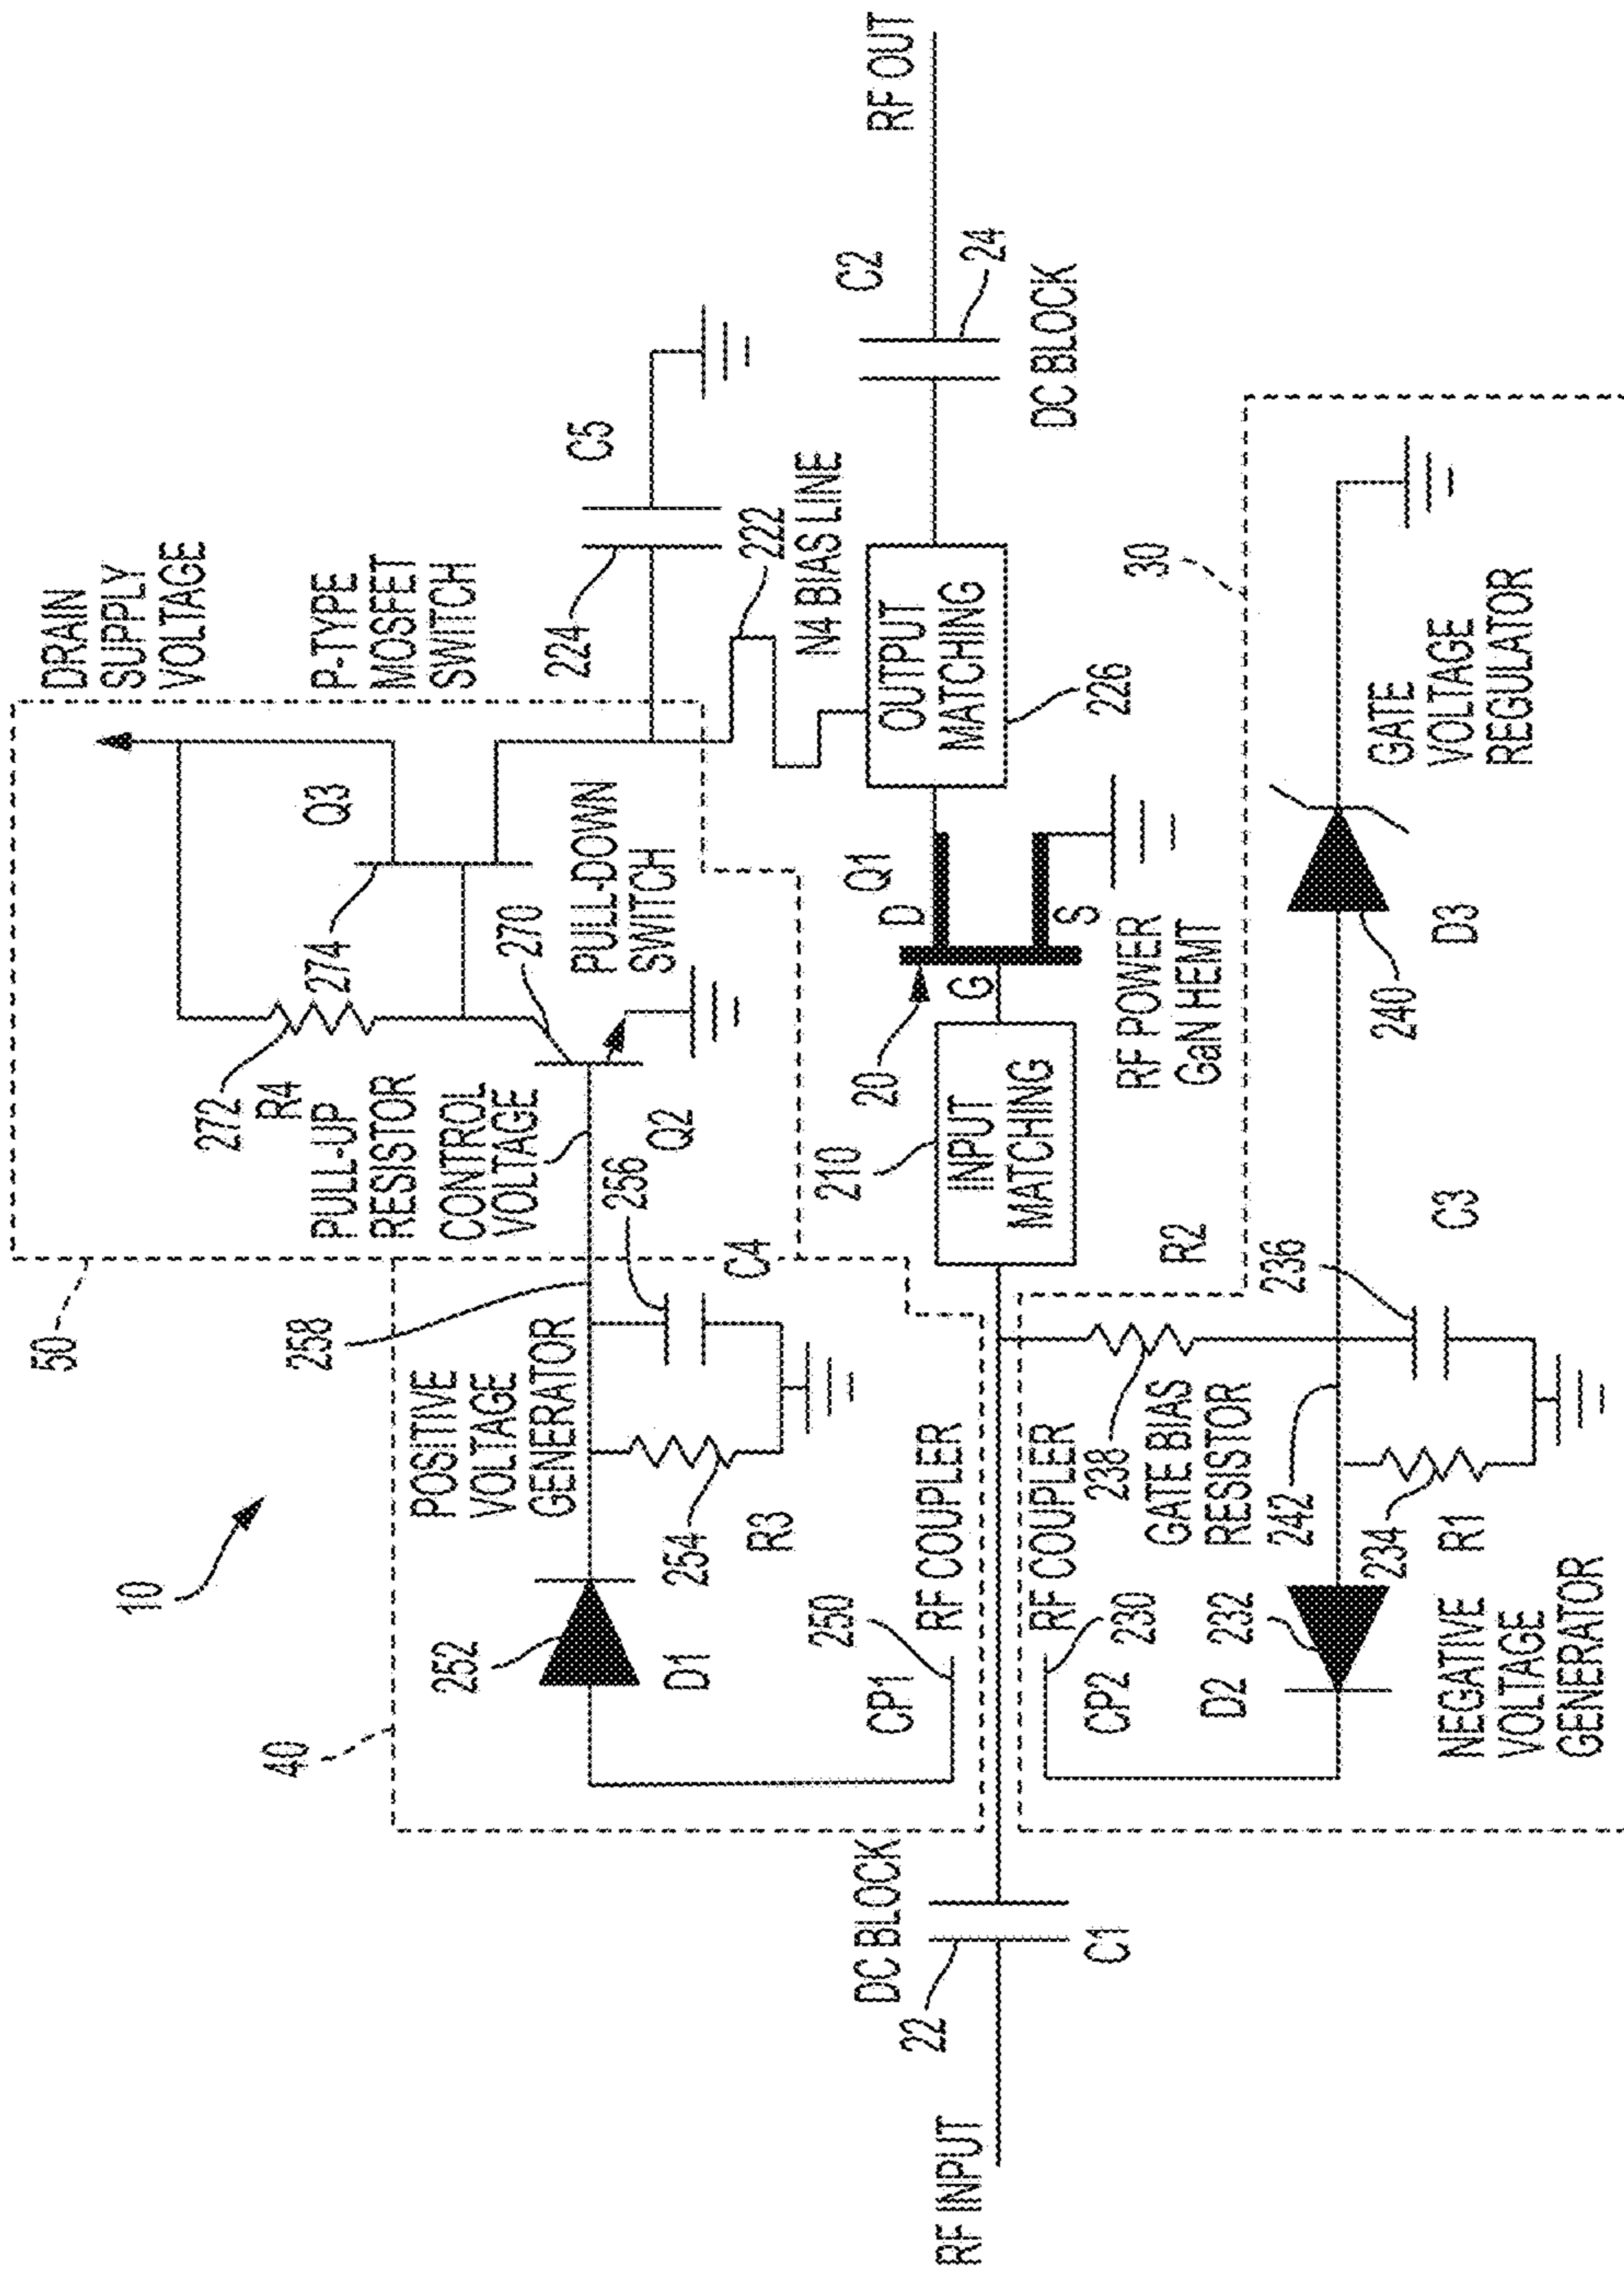 10
50
40
30
DRAIN
SUPPLY
VOLTAGE
P-TYPE
MOSFET
SWITCH
Q3
274
272
R4
PULL-UP
RESISTOR
CONTROL
VOLTAGE
270
PULL-DOWN
SWITCH
Q2
258
256
C4
POSITIVE
VOLTAGE
GENERATOR
252
D1
254
R3
250
CP1
RF COUPLER
C5
224
222
N4 BIAS LINE
RF INPUT
22
DC BLOCK
C1
210
INPUT
MATCHING
20
Q1
D
G
S
RF POWER
GaN HEMT
OUTPUT
MATCHING
226
C2
24
DC BLOCK
RF OUT
RF COUPLER
230
CP2
238
GATE BIAS
RESISTOR
R2
D2
232
242
236
C3
234
R1
NEGATIVE
VOLTAGE
GENERATOR
240
D3
GATE
VOLTAGE
REGULATOR